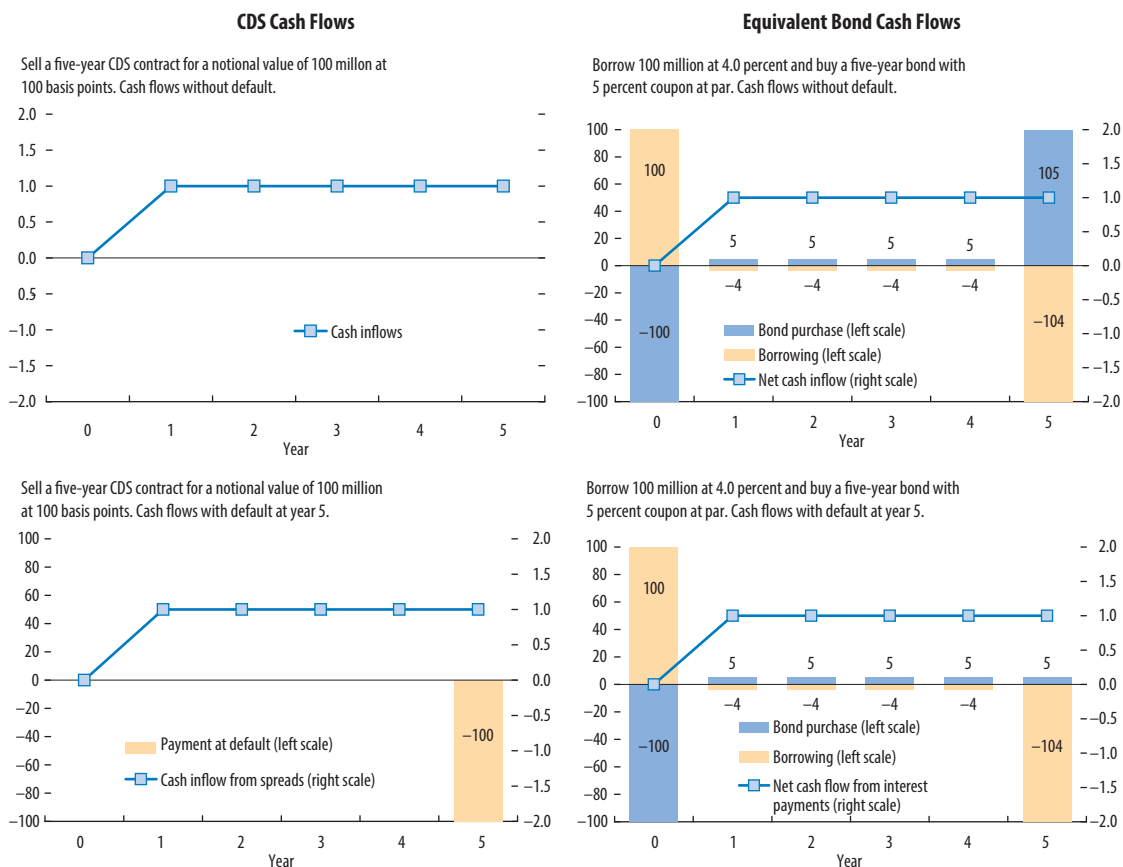 CDS Cash Flows
Sell a five-year CDS contract for a notional value of 100 millon at
100 basis points. Cash flows without default.
2.0
1.5
1.0
0.5
0.0
0.5
−1.0
−1.5
−2.0
Cash inflows
0 1 2 3 4 5
Year
Equivalent Bond Cash Flows
Borrow 100 million at 4.0 percent and buy a five-year bond with
5 percent coupon at par. Cash flows without default.
100
80
60
40
20
0
−20
−40
−60
−80
−100
2.0
1.5
1.0
0.5
0.0
−0.5
−1.0
−1.5
−2.0
100
105
5 5 5 5
−4 −4 −4 −4
−100
−104
Bond purchase (left scale)
Borrowing (left scale)
Net cash inflow (right scale)
0 1 2 3 4 5
Year
Sell a five-year CDS contract for a notional value of 100 million
at 100 basis points. Cash flows with default at year 5.
100
80
60
40
20
0
−20
−40
−60
−80
−100
2.0
1.5
1.0
0.5
0.0
−0.5
−1.0
−1.5
−2.0
−100
Payment at default (left scale)
Cash inflow from spreads (right scale)
0 1 2 3 4 5
Year
Borrow 100 million at 4.0 percent and buy a five-year bond with
5 percent coupon at par. Cash flows with default at year 5.
100
80
60
40
20
0
−20
−40
−60
−80
−100
2.0
1.5
1.0
0.5
0.0
−0.5
−1.0
−1.5
−2.0
100
5 5 5 5 5
−4 −4 −4 −4
−100
−104
Bond purchase (left scale)
Borrowing (left scale)
Net cash flow from interest
payments (right scale)
0 1 2 3 4 5
Year